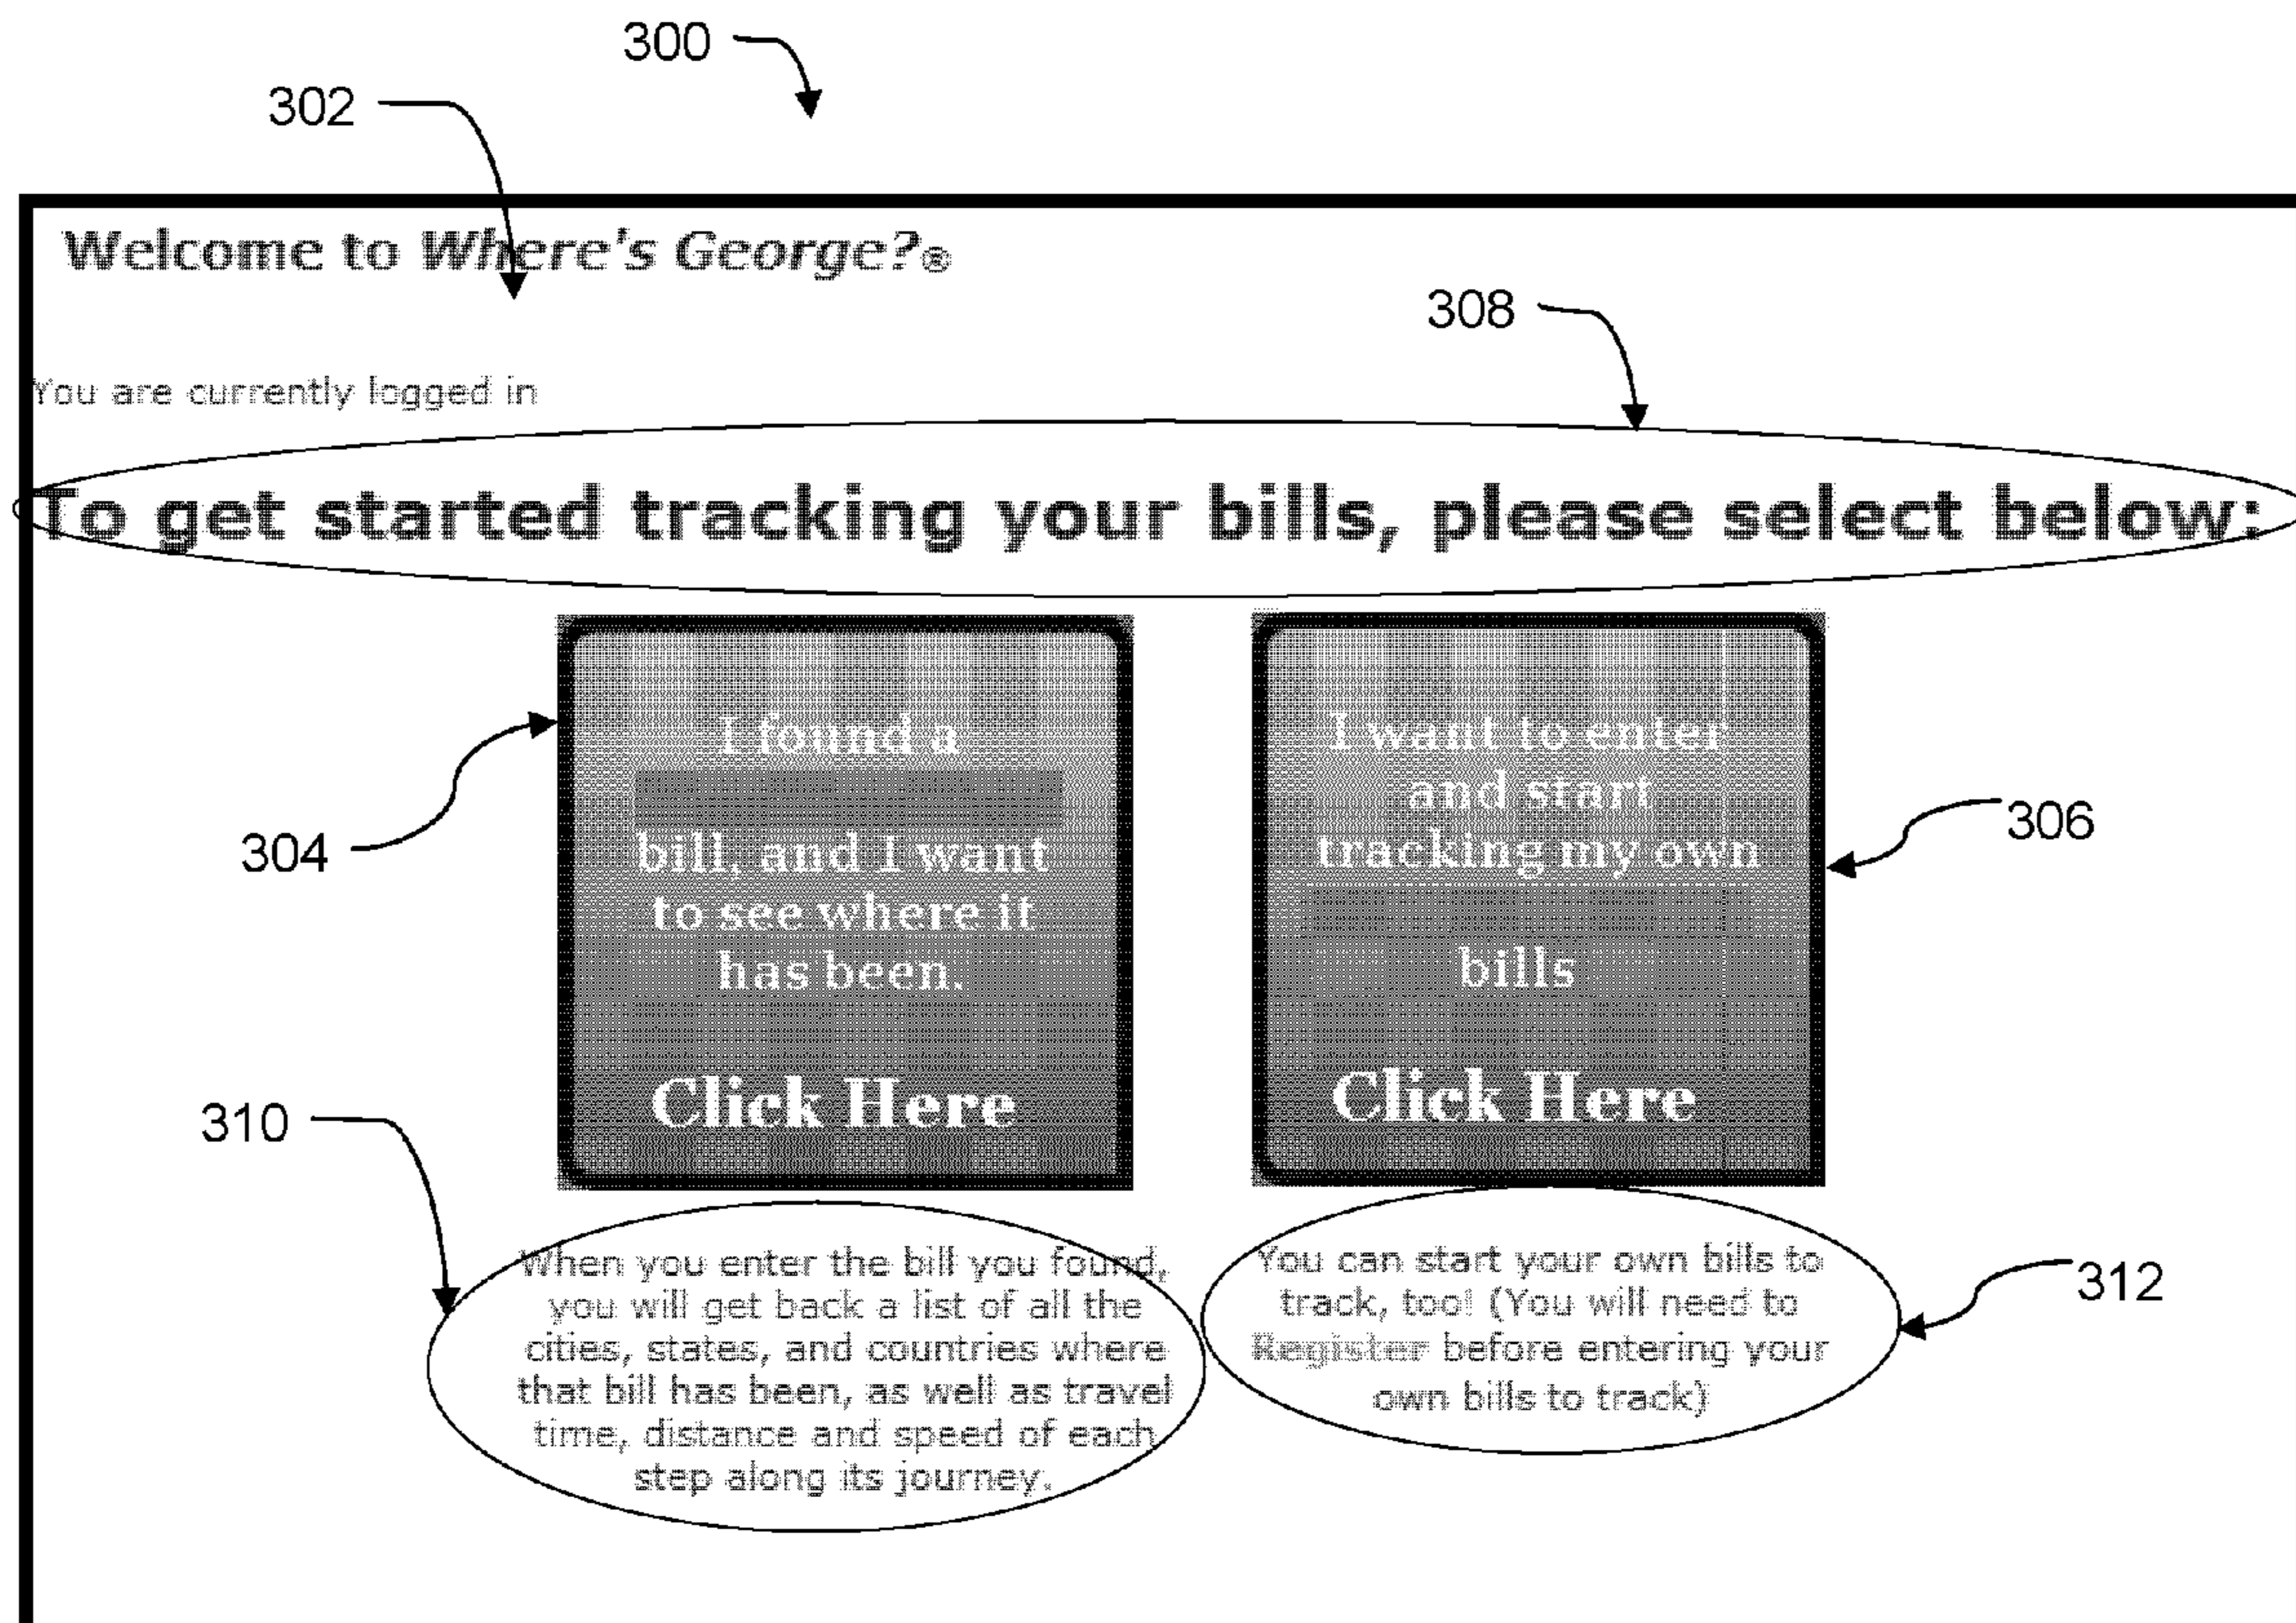 300
302
Welcome to Where's George?®
308
You are currently logged in
To get started tracking your bills, please select below:
304
I found a
bill, and I want
to see where it
has been.
Click Here
I want to enter
and start
tracking my own
bills
Click Here
306
310
When you enter the bill you found,
you will get back a list of all the
cities, states, and countries where
that bill has been, as well as travel
time, distance and speed of each
step along its journey.
You can start your own bills to
track, too! (You will need to
Register before entering your
own bills to track)
312